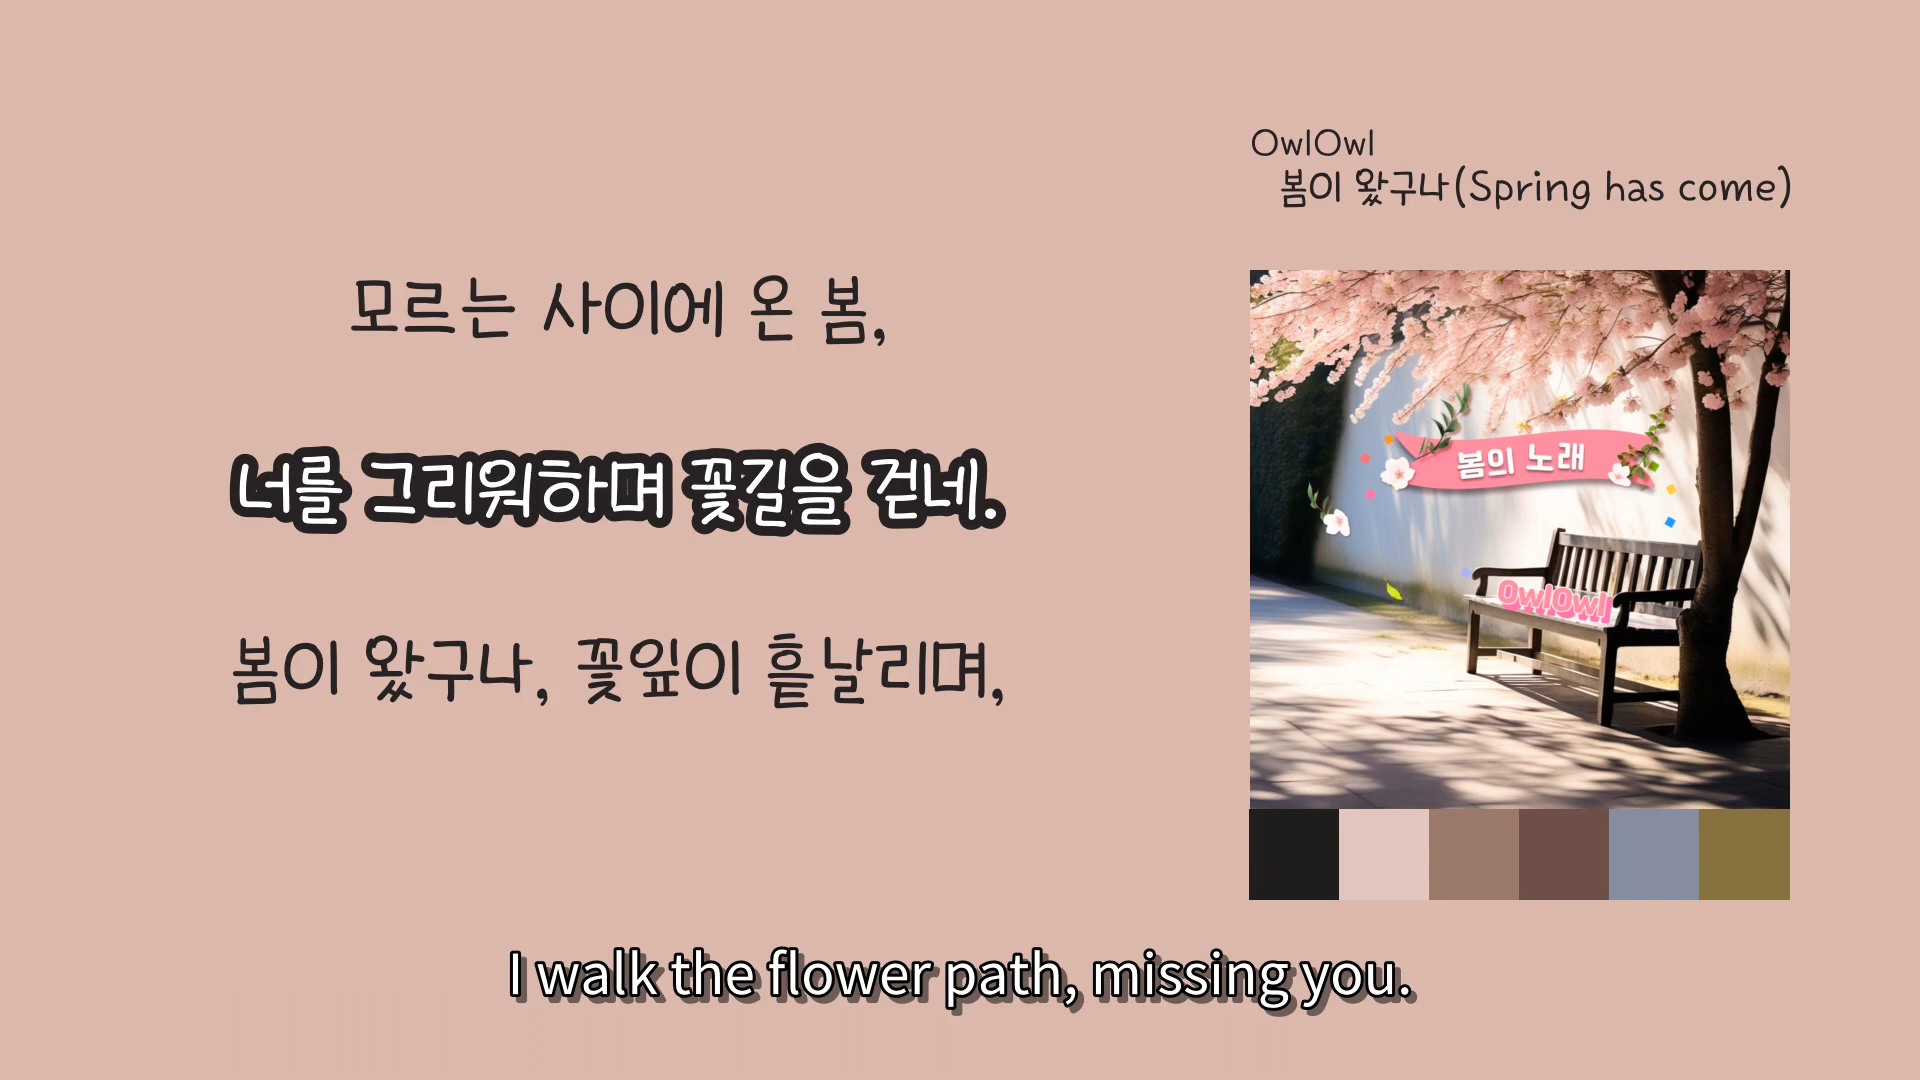 OwlOwl
봄이 왔구나(Spring has come)
모르는 사이에 온 봄,
너를 그리워하며 꽃길을 걷네.
봄이 왔구나, 꽃잎이 흩날리며,
봄의 노래
OwlOwl
I walk the flower path, missing you.